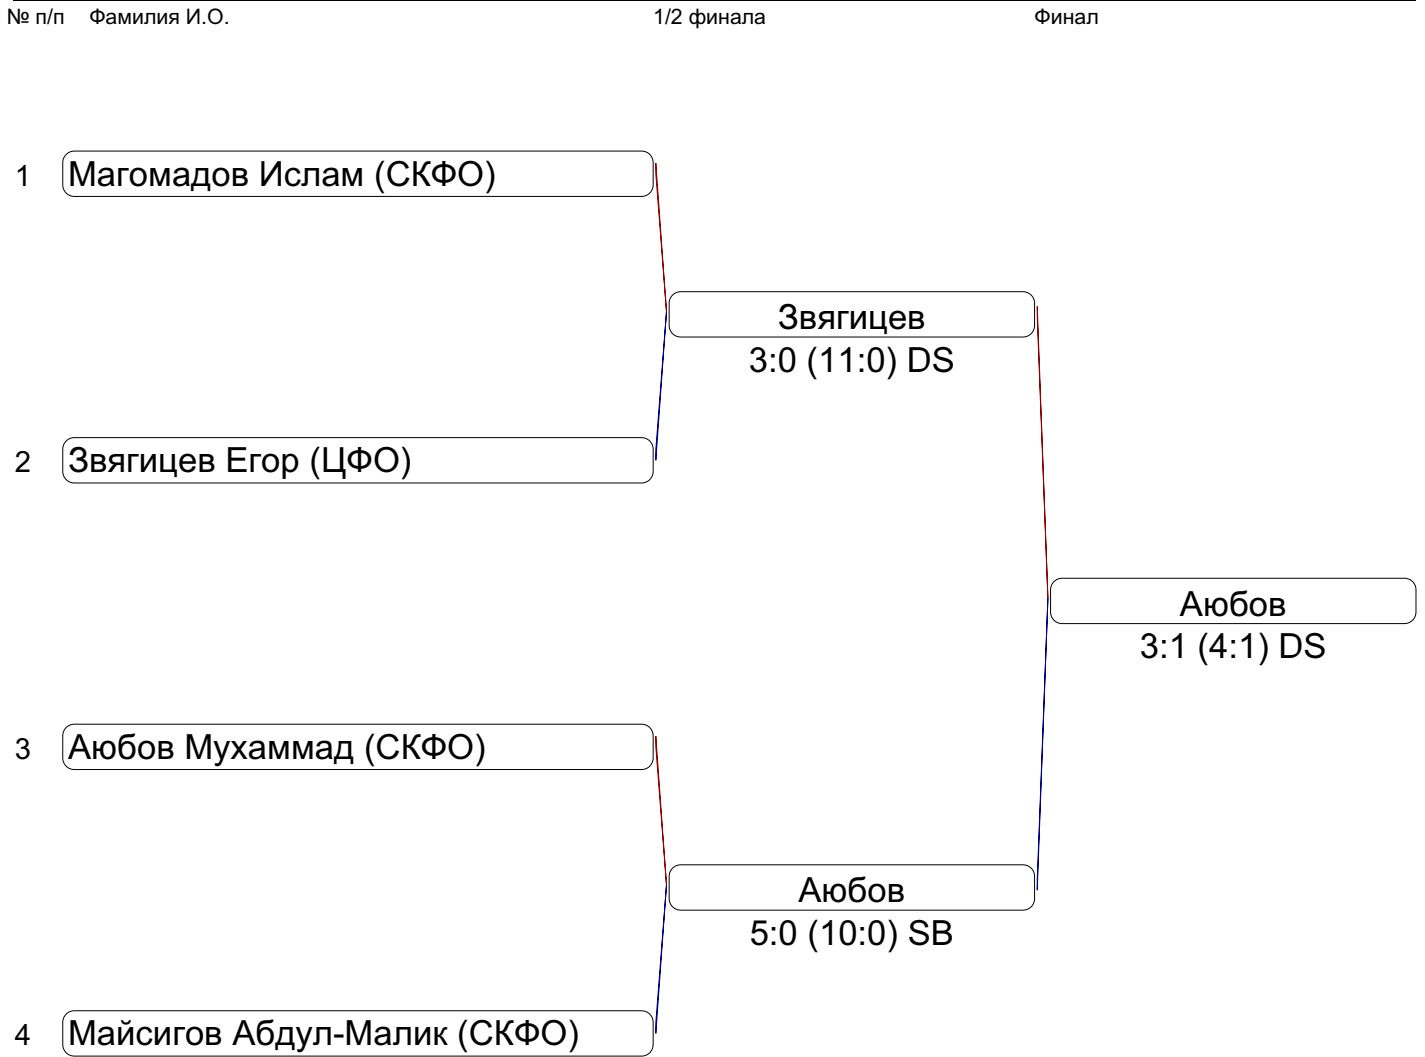 № п/п Фамилия И.О. 1/2 финала Финал
1 Магомадов Ислам (СКФО)
Звягицев
3:0 (11:0) DS
2 Звягицев Егор (ЦФО)
Аюбов
3:1 (4:1) DS
3 Аюбов Мухаммад (СКФО)
Аюбов
5:0 (10:0) SB
4 Майсигов Абдул-Малик (СКФО)